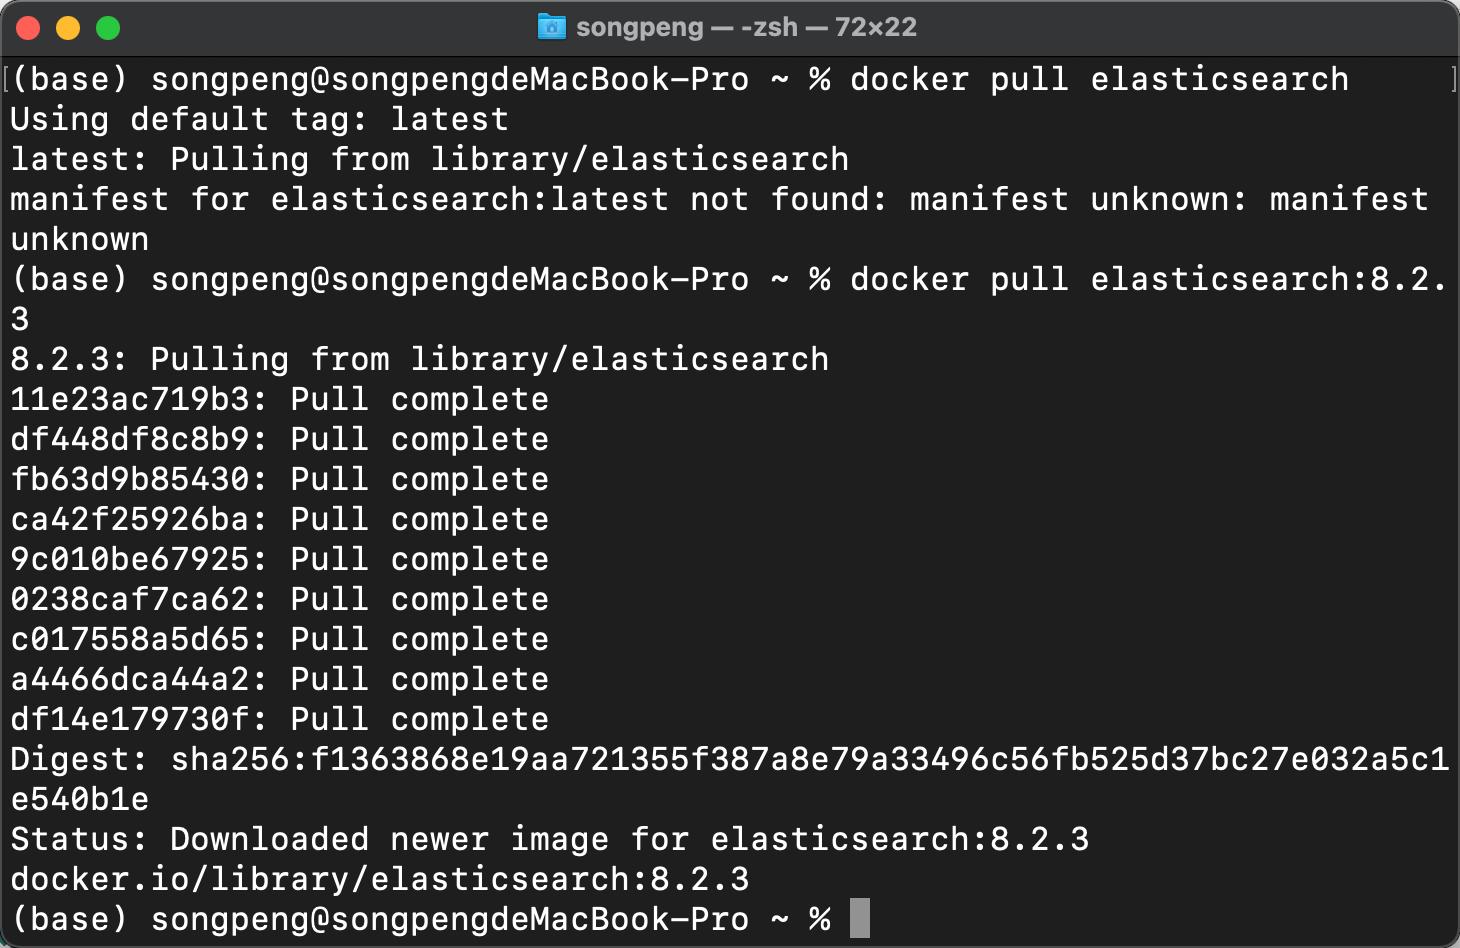 songpeng — -zsh — 72×22
(base) songpeng@songpengdeMacBook-Pro ~ % docker pull elasticsearch
Using default tag: latest
latest: Pulling from library/elasticsearch
manifest for elasticsearch:latest not found: manifest unknown: manifest
unknown
(base) songpeng@songpengdeMacBook-Pro ~ % docker pull elasticsearch:8.2.
3
8.2.3: Pulling from library/elasticsearch
11e23ac719b3: Pull complete
df448df8c8b9: Pull complete
fb63d9b85430: Pull complete
ca42f25926ba: Pull complete
9c010be67925: Pull complete
0238caf7ca62: Pull complete
c017558a5d65: Pull complete
a4466dca44a2: Pull complete
df14e179730f: Pull complete
Digest: sha256:f1363868e19aa721355f387a8e79a33496c56fb525d37bc27e032a5c1
e540b1e
Status: Downloaded newer image for elasticsearch:8.2.3
docker.io/library/elasticsearch:8.2.3
(base) songpeng@songpengdeMacBook-Pro ~ %